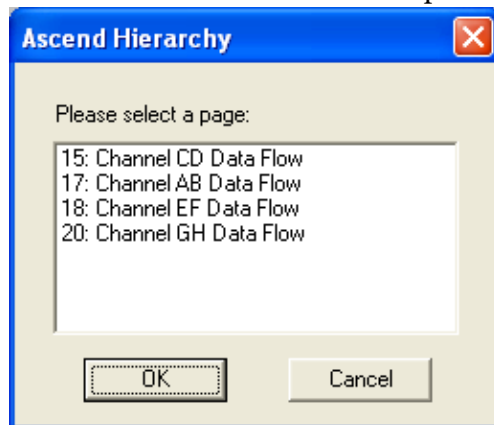 Ascend Hierarchy
Please select a page:
15: Channel CD Data Flow
17: Channel AB Data Flow
18: Channel EF Data Flow
20: Channel GH Data Flow
OK Cancel